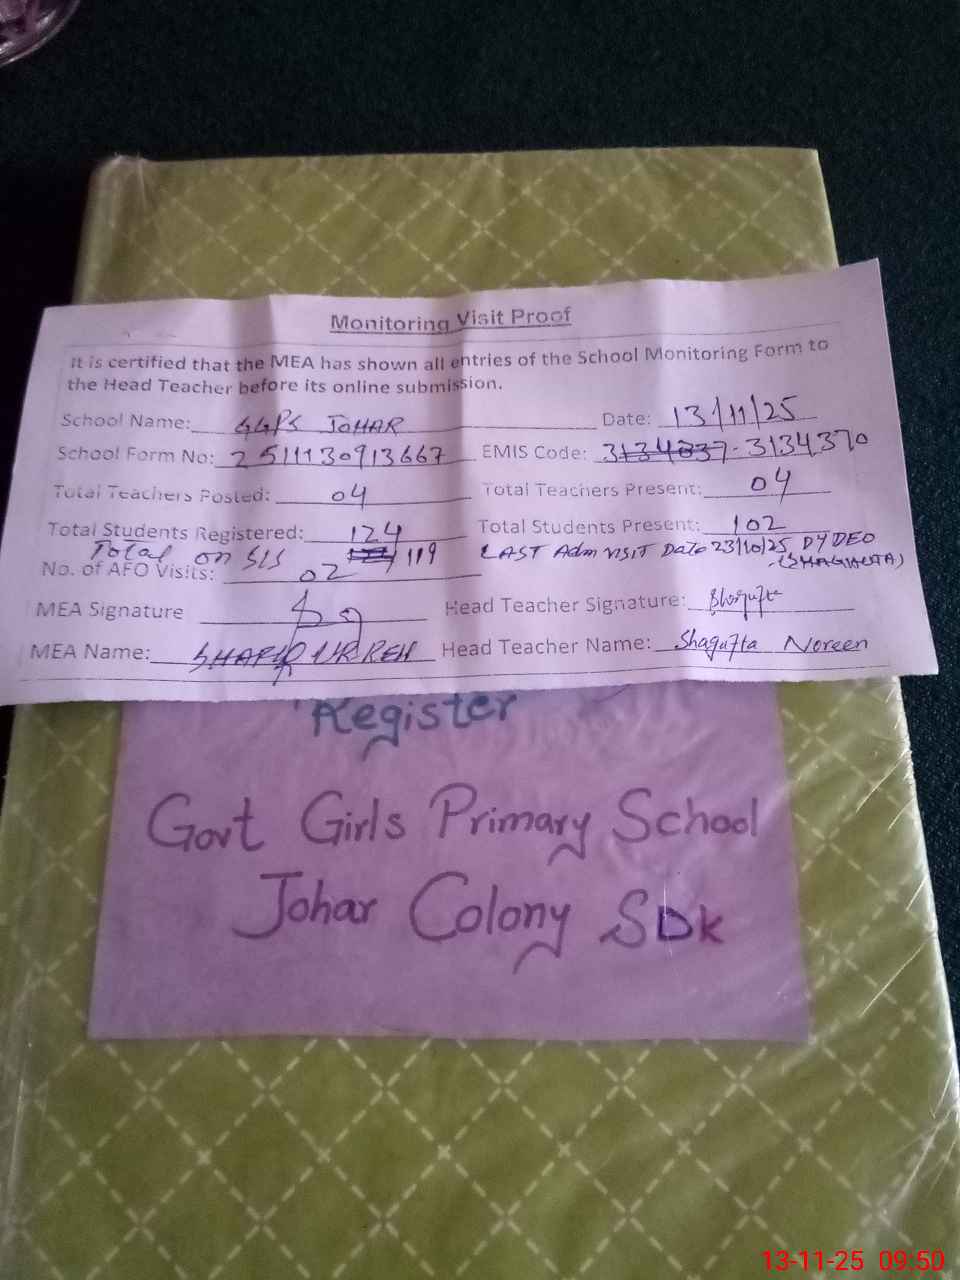 Monitoring Visit Proof
It is certified that the MEA has shown all entries of the School Monitoring Form to
the Head Teacher before its online submission.
School Name: GGPS JOHAR Date: 13/11/25
School Form No: 2511130913667 EMIS Code: 3134037-3134370
Total Teachers Posted: 04 Total Teachers Present: 04
Total Students Registered: 124 Total Students Present: 102
Total on SIS 119 LAST Adm VISIT Date 23/10/25 DYDEO
No. of AFO Visits: 02 (SHAGUFTA)
MEA Signature Head Teacher Signature: Shagufta
MEA Name: Head Teacher Name: Shagufta Noreen
Register
Govt Girls Primary School
Johar Colony SDK
13-11-25 09:50